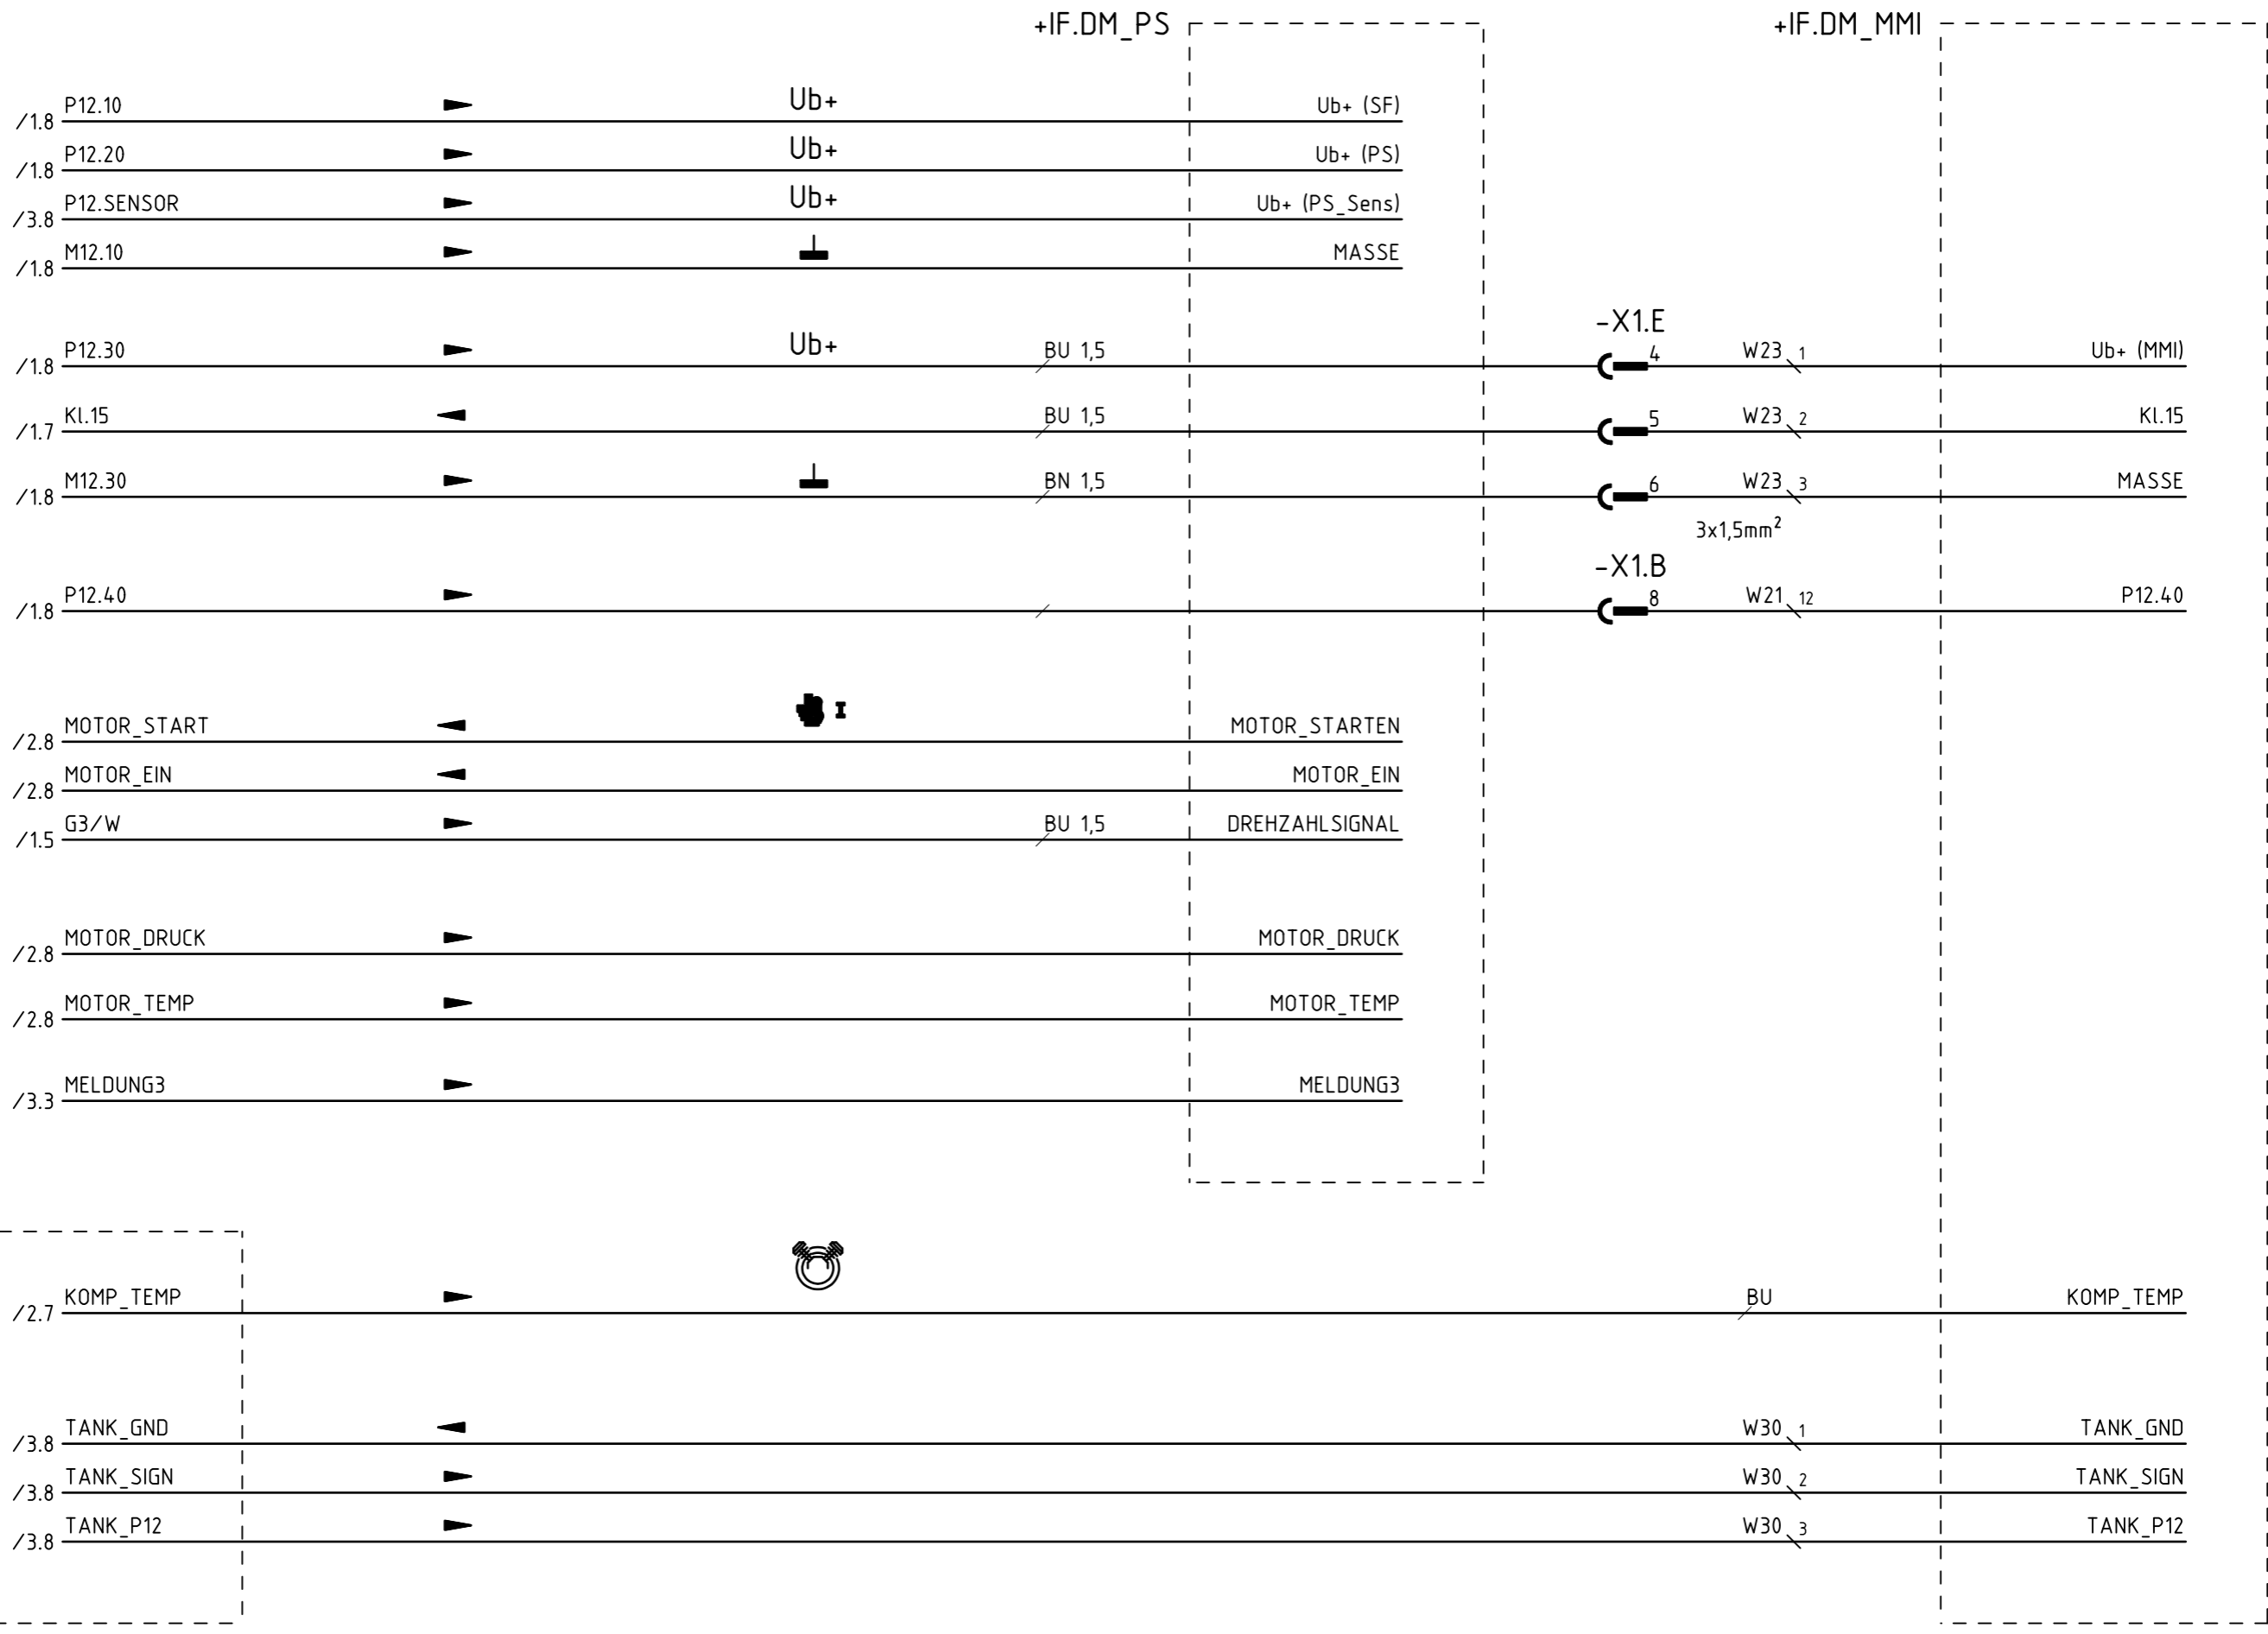 +IF.DM_PS +IF.DM_MMI
P12.10 Ub+ Ub+ (SF)
/1.8
P12.20 Ub+ Ub+ (PS)
/1.8
P12.SENSOR Ub+ Ub+ (PS_Sens)
/3.8
M12.10 MASSE
/1.8
-X1.E
P12.30 Ub+ BU 1,5 4 W23 1 Ub+ (MMI)
/1.8
Kl.15 BU 1,5 5 W23 2 Kl.15
/1.7
M12.30 BN 1,5 6 W23 3 MASSE
/1.8
3x1,5mm²
-X1.B
P12.40 8 W21 12 P12.40
/1.8
I
MOTOR_START MOTOR_STARTEN
/2.8
MOTOR_EIN MOTOR_EIN
/2.8
G3/W BU 1,5 DREHZAHLSIGNAL
/1.5
MOTOR_DRUCK MOTOR_DRUCK
/2.8
MOTOR_TEMP MOTOR_TEMP
/2.8
MELDUNG3 MELDUNG3
/3.3
KOMP_TEMP BU KOMP_TEMP
/2.7
TANK_GND W30 1 TANK_GND
/3.8
TANK_SIGN W30 2 TANK_SIGN
/3.8
TANK_P12 W30 3 TANK_P12
/3.8